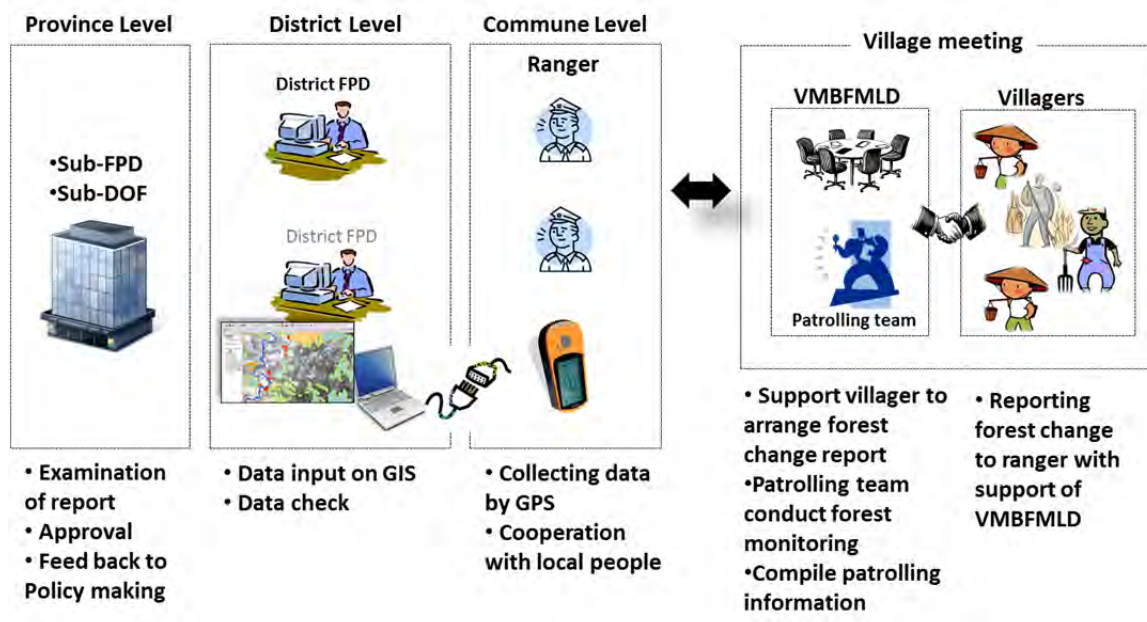 Province Level
•Sub-FPD
•Sub-DOF
• Examination
of report
• Approval
• Feed back to
Policy making
District Level
District FPD
District FPD
• Data input on GIS
• Data check
Commune Level
Ranger
• Collecting data
by GPS
• Cooperation
with local people
Village meeting
VMBFMLD
Patrolling team
Villagers
• Support villager to
arrange forest
change report
•Patrolling team
conduct forest
monitoring
•Compile patrolling
information
• Reporting
forest change
to ranger with
support of
VMBFMLD